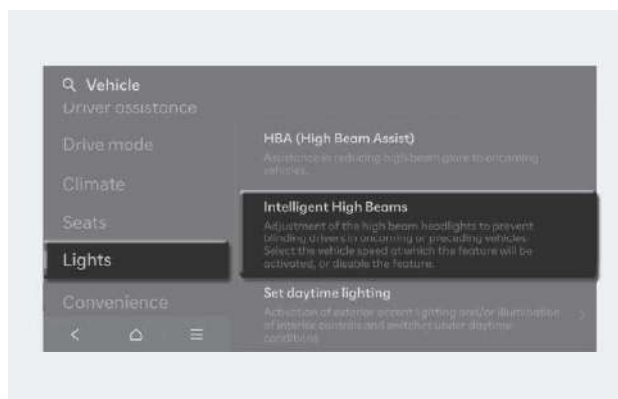 Vehicle
Driver assistance
Drive mode
Climate
Seats
Lights
Convenience
HBA (High Beam Assist)
Assistance in reducing high beam glare to oncoming
vehicles.
Intelligent High Beams
Adjustment of the high beam headlights to prevent
blinding drivers in oncoming or preceding vehicles.
Select the vehicle speed at which the feature will be
activated, or disable the feature.
Set daytime lighting
Activation of exterior accent lighting and/or illumination
of interior controls and switches under daytime
conditions.